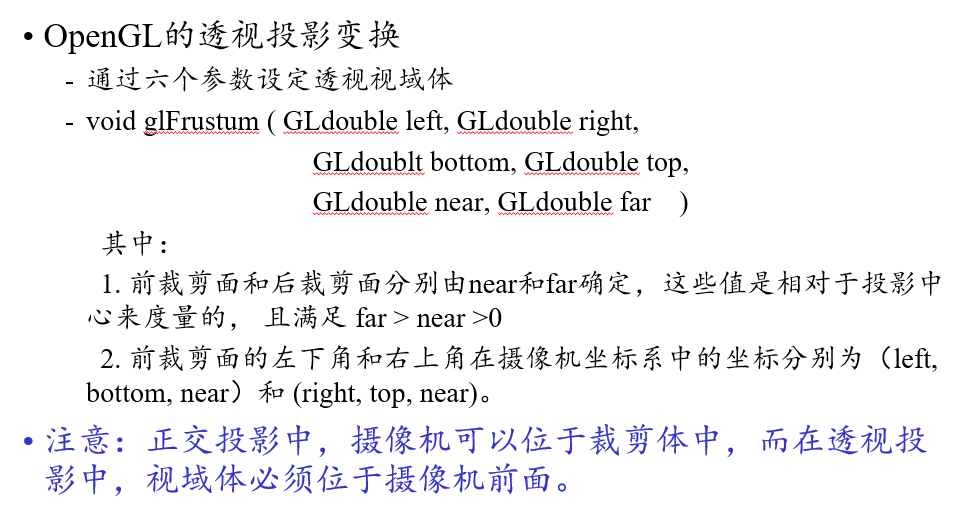 • OpenGL的透视投影变换
- 通过六个参数设定透视视域体
- void glFrustum ( GLdouble left, GLdouble right,
GLdoublt bottom, GLdouble top,
GLdouble near, GLdouble far )
其中：
1. 前裁剪面和后裁剪面分别由near和far确定，这些值是相对于投影中
心来度量的， 且满足 far > near >0
2. 前裁剪面的左下角和右上角在摄像机坐标系中的坐标分别为（left,
bottom, near）和 (right, top, near)。
• 注意：正交投影中，摄像机可以位于裁剪体中，而在透视投
影中，视域体必须位于摄像机前面。